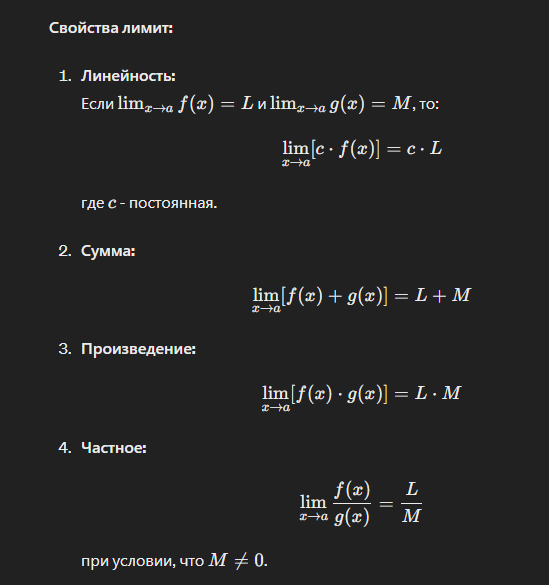 Свойства лимит:
1. Линейность:
Если lim_{x→a} f(x) = L и lim_{x→a} g(x) = M, то:
lim_{x→a} [c · f(x)] = c · L
где c - постоянная.
2. Сумма:
lim_{x→a} [f(x) + g(x)] = L + M
3. Произведение:
lim_{x→a} [f(x) · g(x)] = L · M
4. Частное:
lim_{x→a} f(x)/g(x) = L/M
при условии, что M ≠ 0.